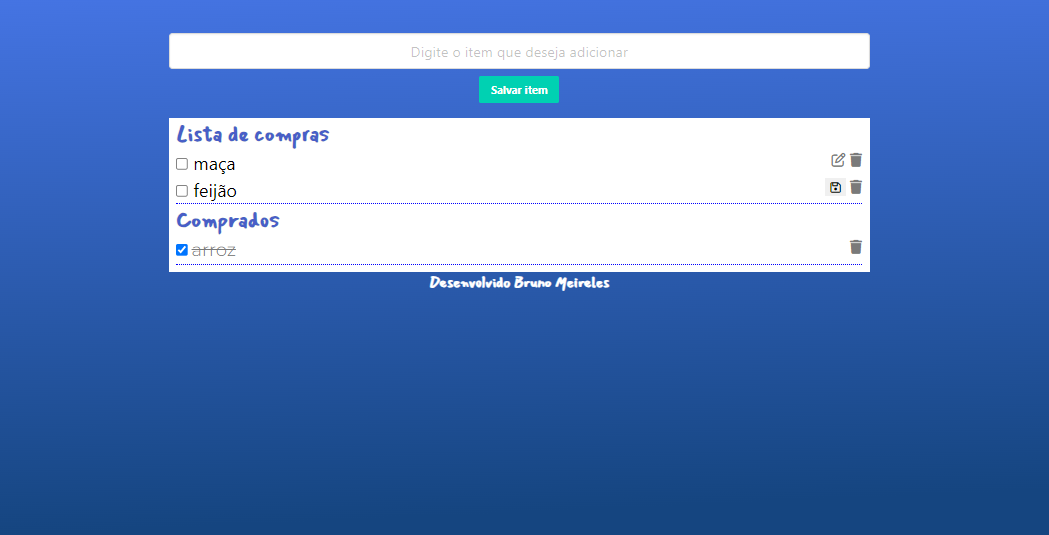 Digite o item que deseja adicionar
Salvar item
Lista de compras
maça
feijão
Comprados
arroz
Desenvolvido Bruno Meireles